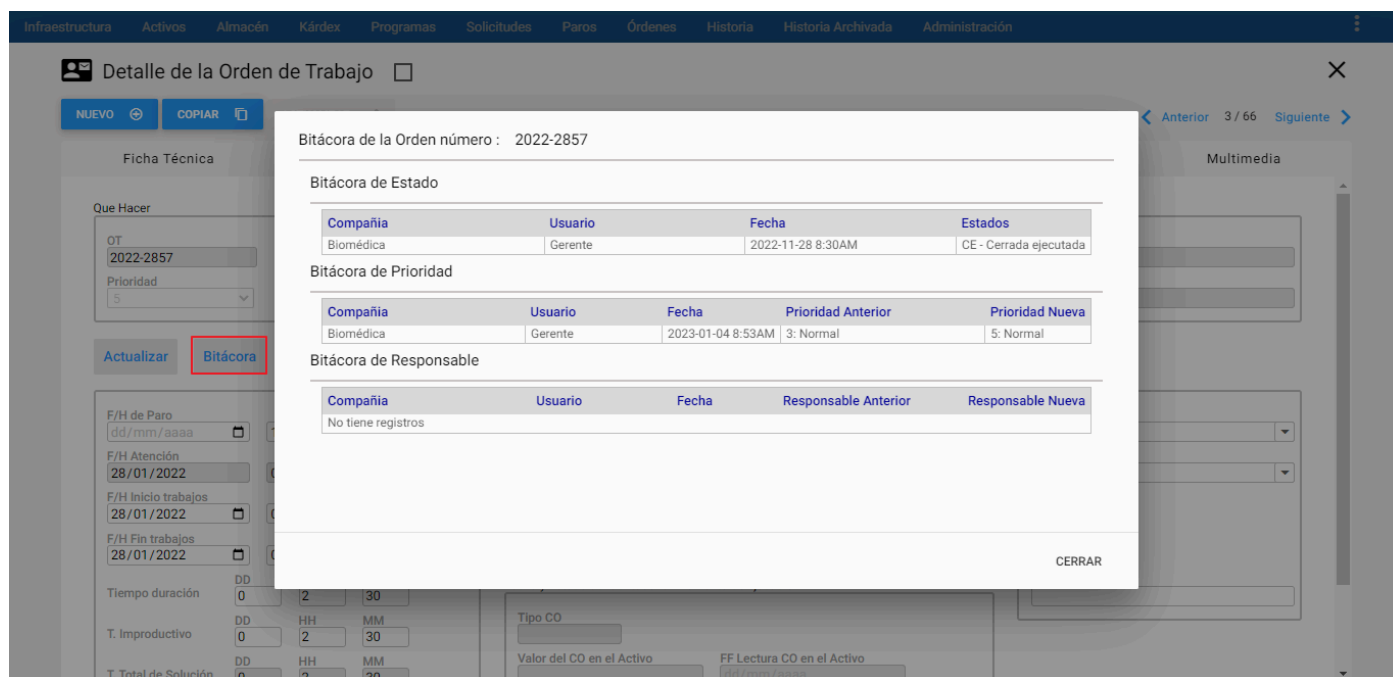 Infraestructura Activos Almacén Kárdex Programas Solicitudes Paros Órdenes Historia Historia Archivada Administración
Detalle de la Orden de Trabajo
NUEVO COPIAR
Anterior 3 / 66 Siguiente
Ficha Técnica Multimedia
Bitácora de la Orden número : 2022-2857
Bitácora de Estado
Compañia Usuario Fecha Estados
Biomédica Gerente 2022-11-28 8:30AM CE - Cerrada ejecutada
Bitácora de Prioridad
Compañia Usuario Fecha Prioridad Anterior Prioridad Nueva
Biomédica Gerente 2023-01-04 8:53AM 3: Normal 5: Normal
Bitácora de Responsable
Compañia Usuario Fecha Responsable Anterior Responsable Nueva
No tiene registros
CERRAR
Que Hacer
OT
2022-2857
Prioridad
5
Actualizar Bitácora
F/H de Paro
dd/mm/aaaa
F/H Atención
28/01/2022
F/H Inicio trabajos
28/01/2022
F/H Fin trabajos
28/01/2022
DD
Tiempo duración 0 2 30
DD HH MM
T. Improductivo 0 2 30
DD HH MM
T. Total de Solución 0 2 30
Tipo CO
Valor del CO en el Activo FF Lectura CO en el Activo
dd/mm/aaaa